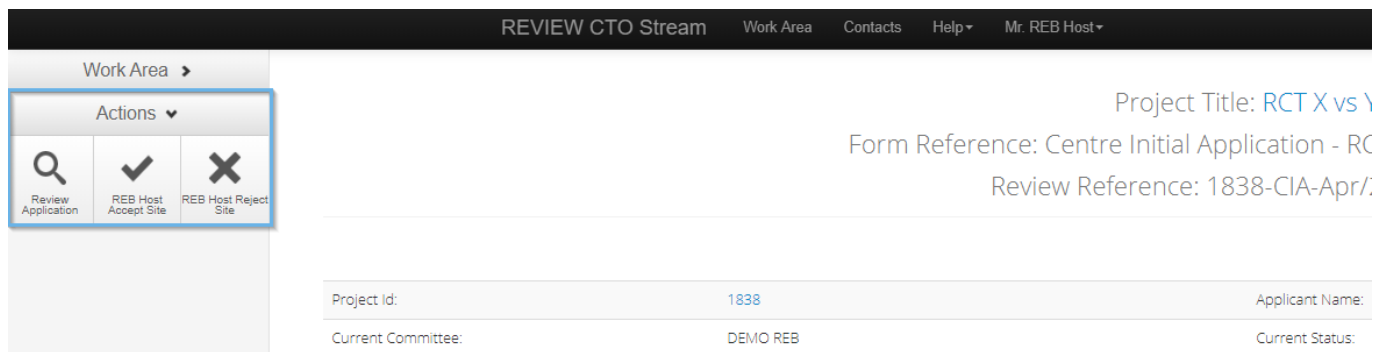 REVIEW CTO Stream Work Area Contacts Help Mr. REB Host
Work Area
Actions
Review Application
REB Host Accept Site
REB Host Reject Site
Project Title: RCT X vs
Form Reference: Centre Initial Application -
Review Reference: 1838-CIA-Apr/
Project Id: 1838 Applicant Name:
Current Committee: DEMO REB Current Status: